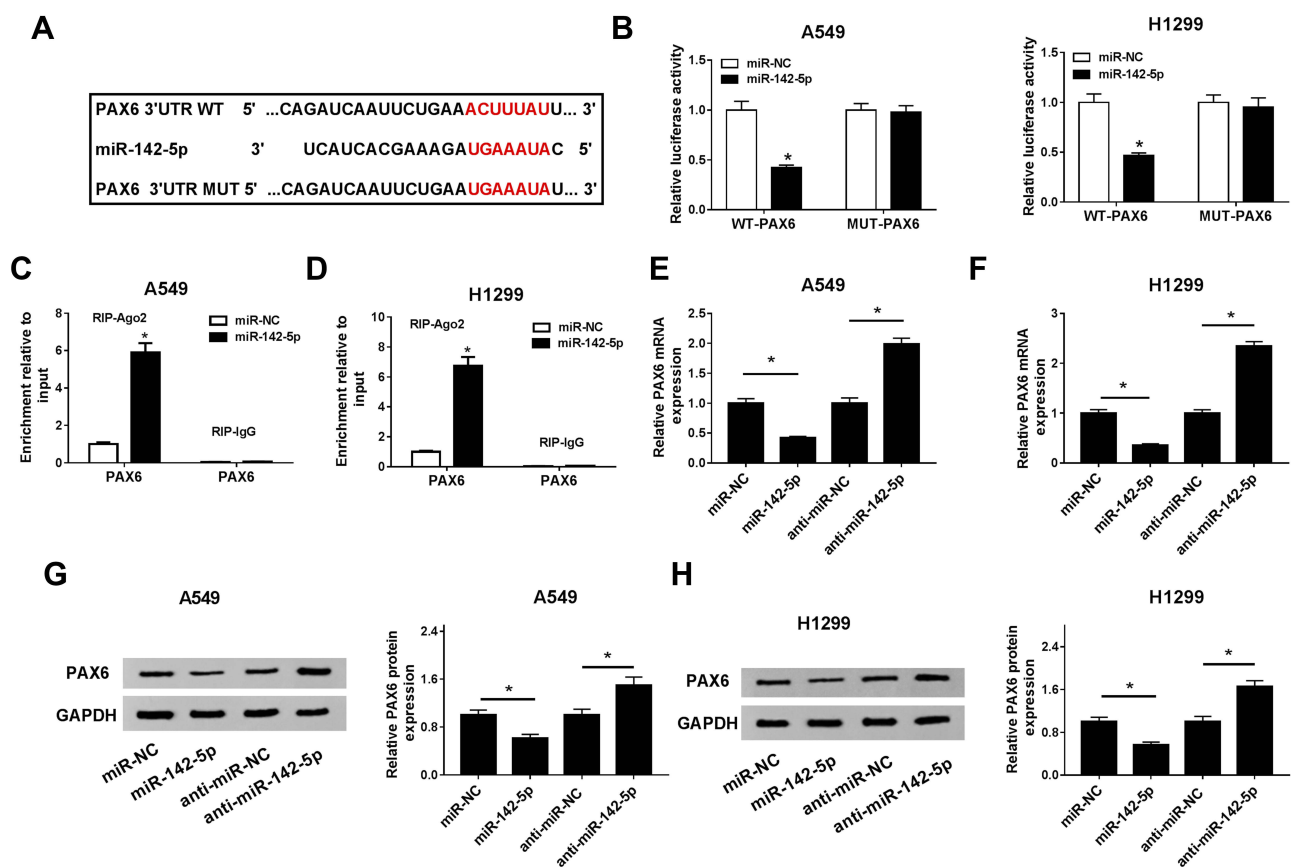 A
PAX6 3'UTR WT 5' ...CAGAUCAAUUCUGAAACUUUAUU... 3'
miR-142-5p 3' UCAUCACGAAAGAUGAAAUAC 5'
PAX6 3'UTR MUT 5' ...CAGAUCAAUUCUGAAUGAAAUAU... 3'
B
A549
Relative luciferase activity
1.5
1.0
0.5
0.0
miR-NC
miR-142-5p
*
WT-PAX6
MUT-PAX6
H1299
Relative luciferase activity
1.5
1.0
0.5
0.0
miR-NC
miR-142-5p
*
WT-PAX6
MUT-PAX6
C
A549
Enrichment relative to
input
8
6
4
2
0
RIP-Ago2
*
miR-NC
miR-142-5p
RIP-IgG
PAX6
PAX6
D
H1299
Enrichment relative to
input
10
8
6
4
2
0
RIP-Ago2
*
miR-NC
miR-142-5p
RIP-IgG
PAX6
PAX6
E
A549
Relative PAX6 mRNA
expression
2.5
2.0
1.5
1.0
0.5
0.0
*
*
miR-NC
miR-142-5p
anti-miR-NC
anti-miR-142-5p
F
H1299
Relative PAX6 mRNA
expression
3
2
1
0
*
*
miR-NC
miR-142-5p
anti-miR-NC
anti-miR-142-5p
G
A549
PAX6
GAPDH
miR-NC
miR-142-5p
anti-miR-NC
anti-miR-142-5p
A549
Relative PAX6 protein
expression
2.4
1.6
0.8
0.0
*
*
miR-NC
miR-142-5p
anti-miR-NC
anti-miR-142-5p
H
H1299
PAX6
GAPDH
miR-NC
miR-142-5p
anti-miR-NC
anti-miR-142-5p
H1299
Relative PAX6 protein
expression
2.4
1.6
0.8
0.0
*
*
miR-NC
miR-142-5p
anti-miR-NC
anti-miR-142-5p